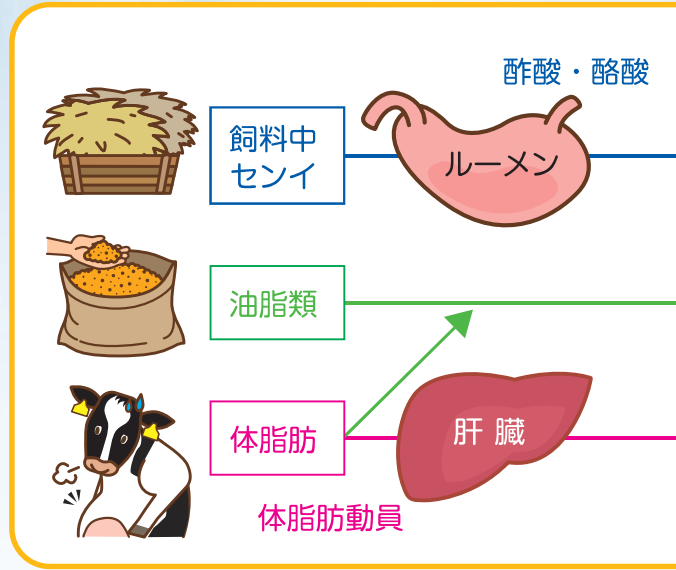 酢酸・酪酸
飼料中
センイ
ルーメン
油脂類
体脂肪
肝臓
体脂肪動員